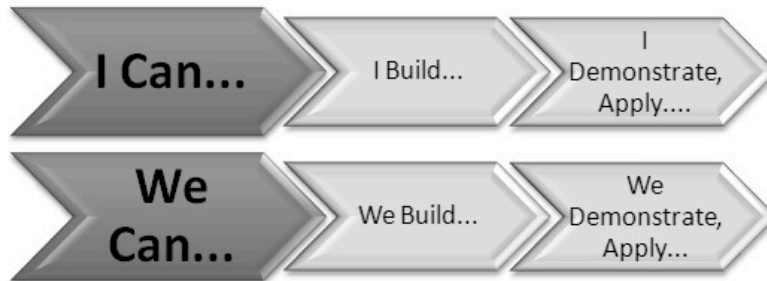 I Can...
I Build...
I
Demonstrate,
Apply....
We
Can...
We Build...
We
Demonstrate,
Apply...